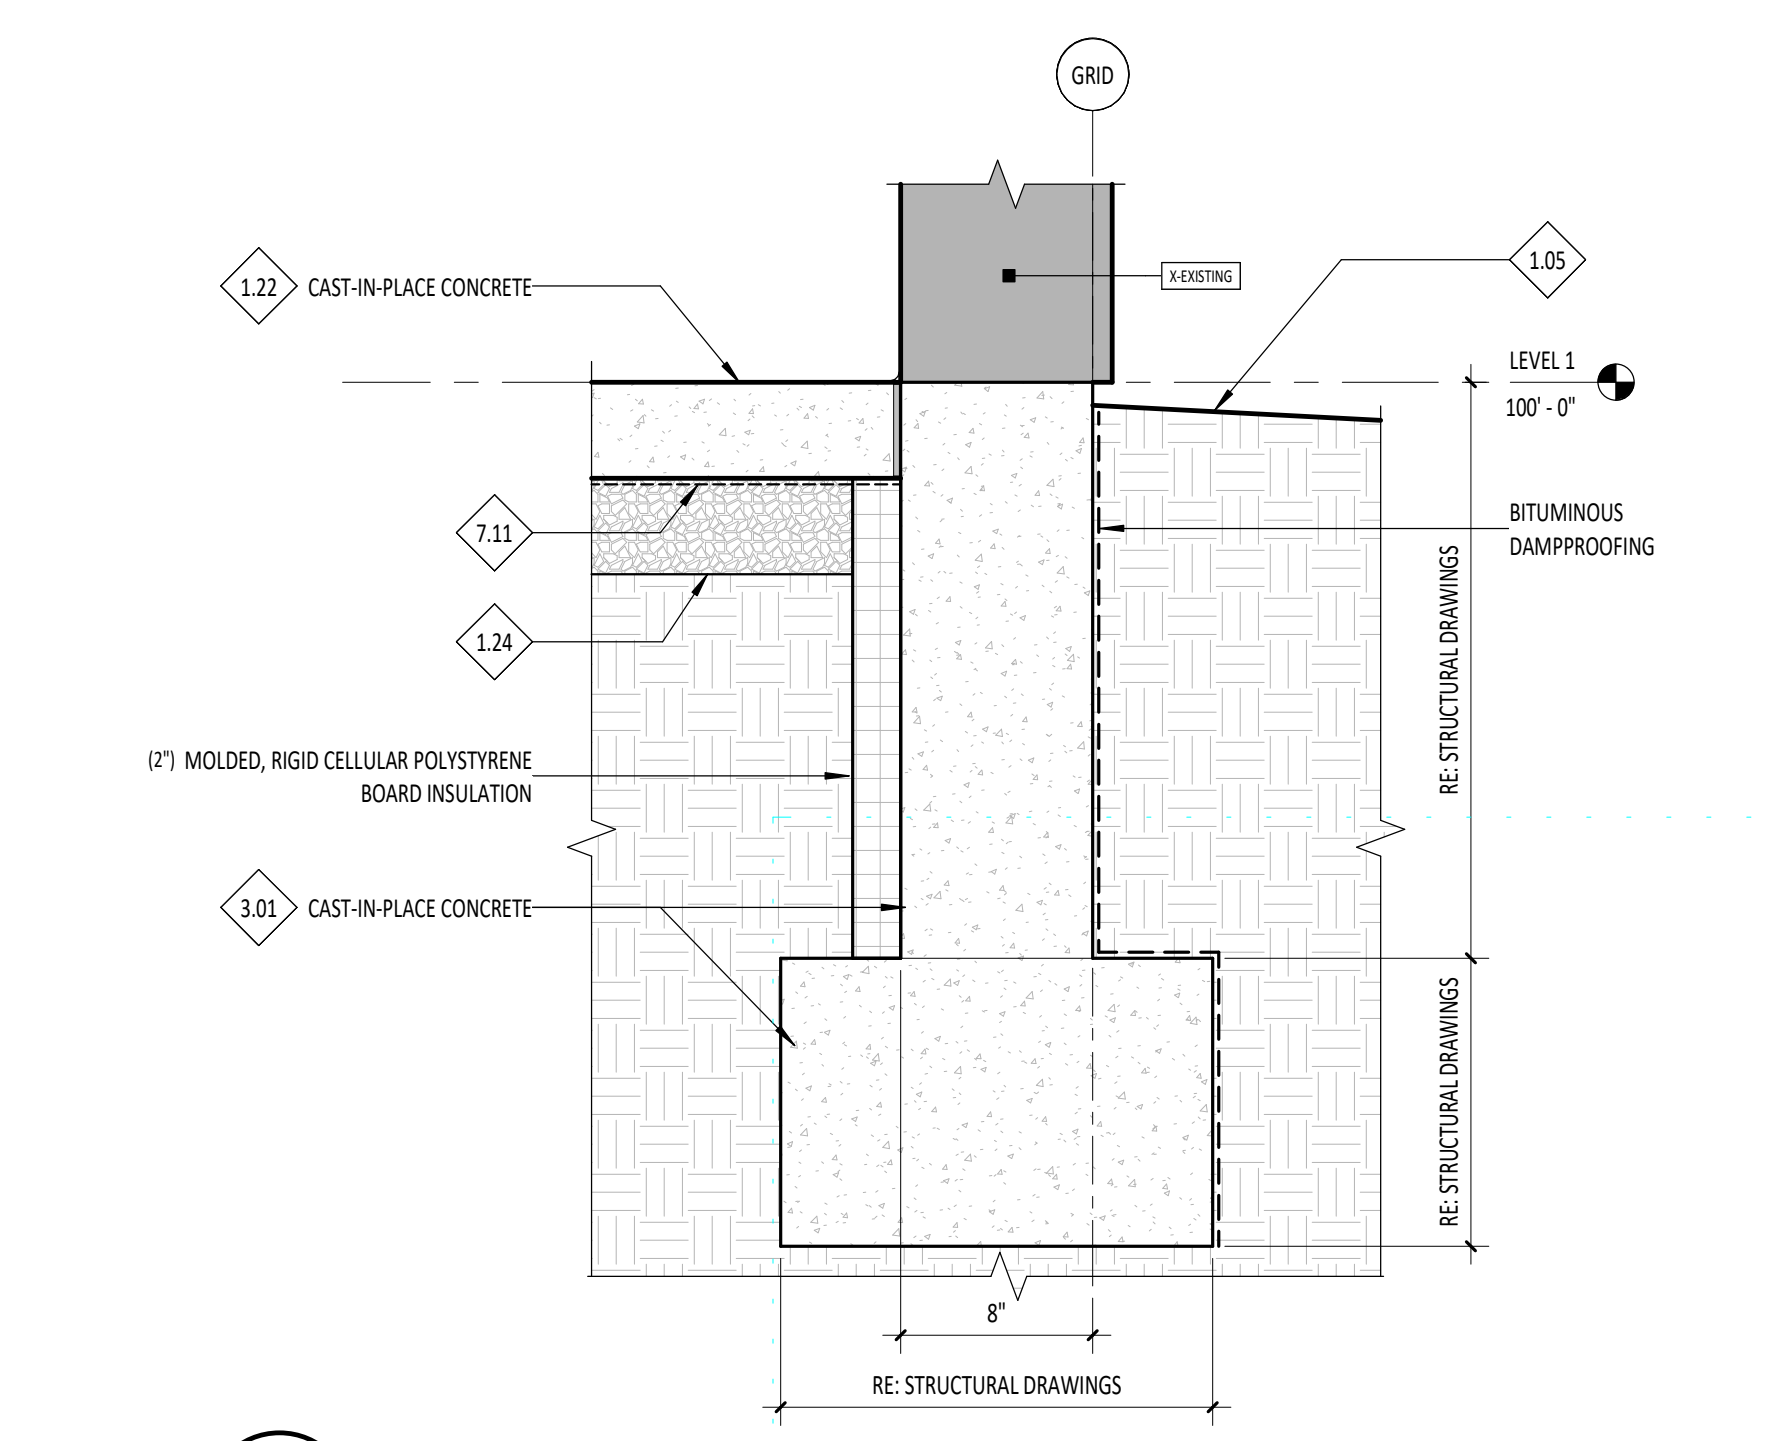 GRID
X-EXISTING
1.05
1.22 CAST-IN-PLACE CONCRETE
LEVEL 1
100' - 0"
7.11
BITUMINOUS
DAMPPROOFING
1.24
RE: STRUCTURAL DRAWINGS
(2") MOLDED, RIGID CELLULAR POLYSTYRENE
BOARD INSULATION
3.01 CAST-IN-PLACE CONCRETE
RE: STRUCTURAL DRAWINGS
8"
RE: STRUCTURAL DRAWINGS